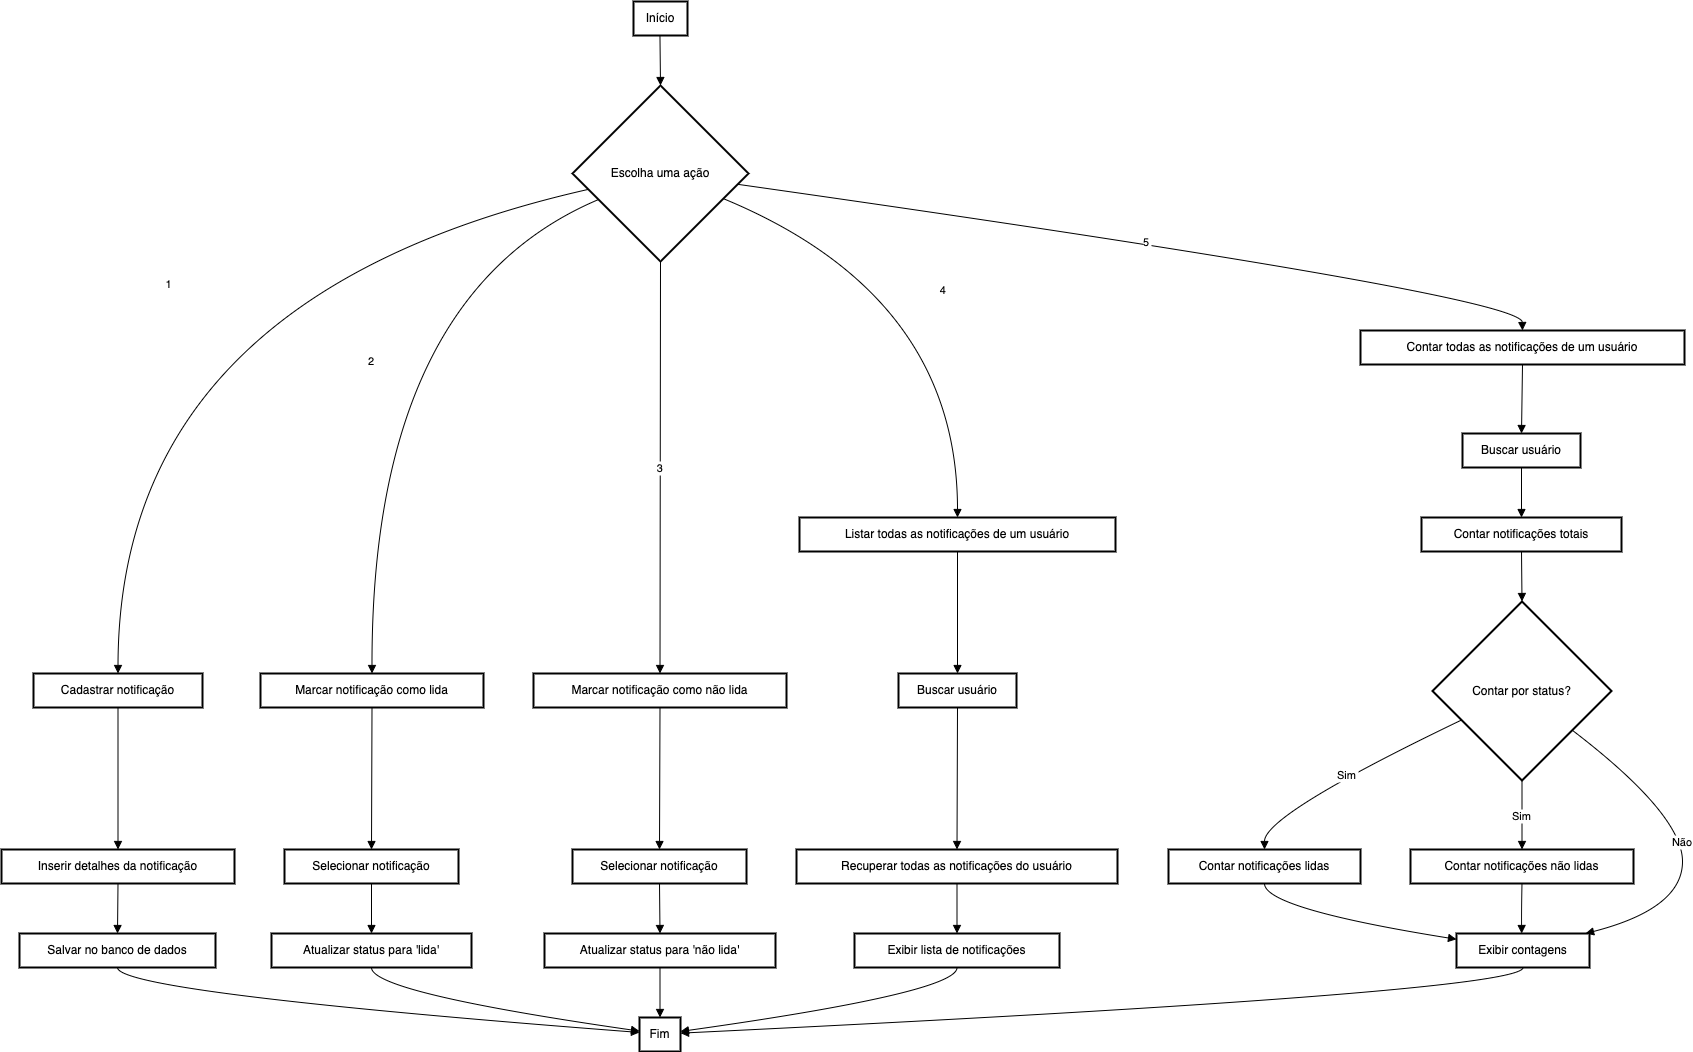 Início
Escolha uma ação
5
1
4
Contar todas as notificações de um usuário
2
Buscar usuário
3
Listar todas as notificações de um usuário
Contar notificações totais
Cadastrar notificação
Marcar notificação como lida
Marcar notificação como não lida
Buscar usuário
Contar por status?
Sim
Sim
Não
Inserir detalhes da notificação
Selecionar notificação
Selecionar notificação
Recuperar todas as notificações do usuário
Contar notificações lidas
Contar notificações não lidas
Salvar no banco de dados
Atualizar status para 'lida'
Atualizar status para 'não lida'
Exibir lista de notificações
Exibir contagens
Fim